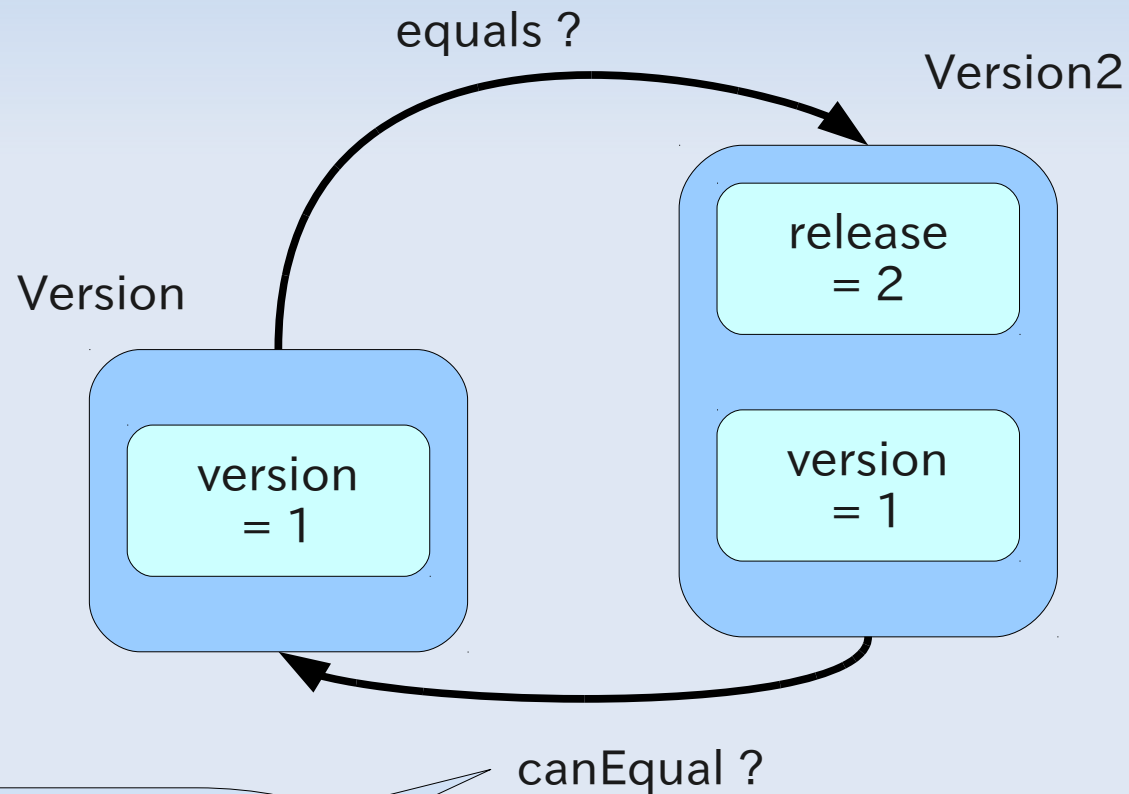 equals ?
Version2
release
= 2
Version
version
= 1
version
= 1
canEqual ?